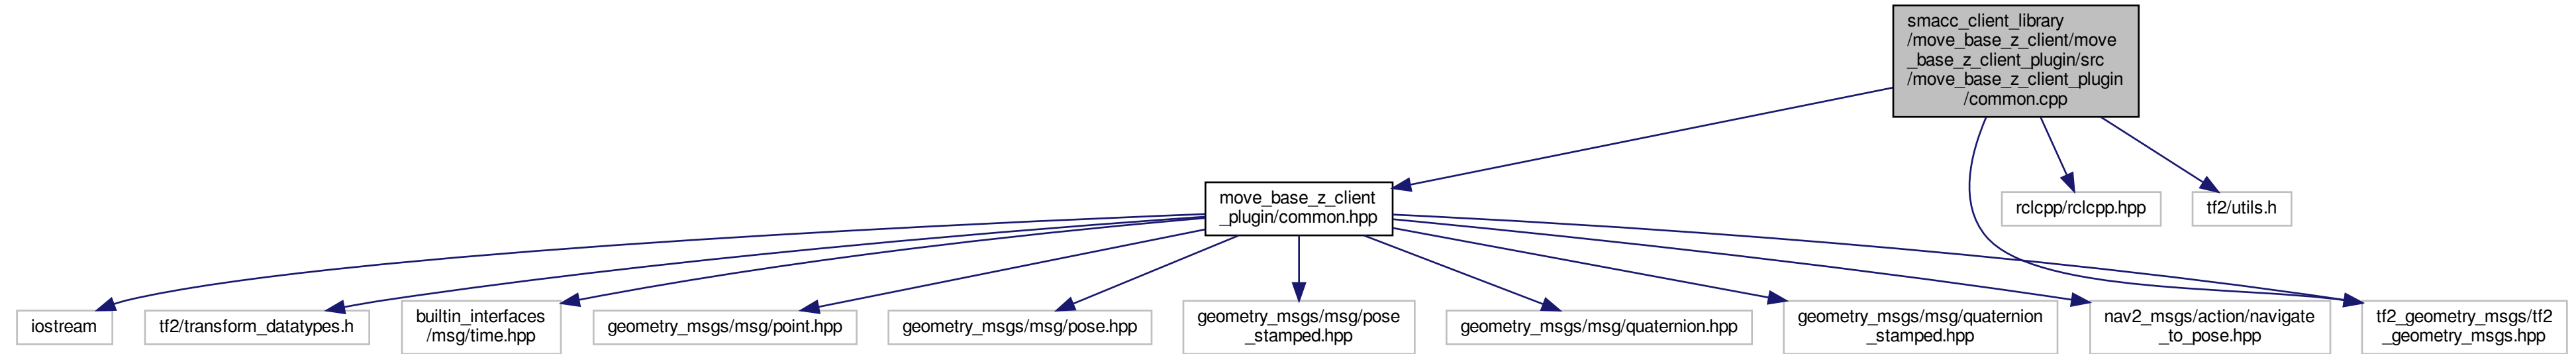 smacc_client_library
/move_base_z_client/move
_base_z_client_plugin/src
/move_base_z_client_plugin
/common.cpp
move_base_z_client
_plugin/common.hpp
rclcpp/rclcpp.hpp
tf2/utils.h
iostream
tf2/transform_datatypes.h
builtin_interfaces
/msg/time.hpp
geometry_msgs/msg/point.hpp
geometry_msgs/msg/pose.hpp
geometry_msgs/msg/pose
_stamped.hpp
geometry_msgs/msg/quaternion.hpp
geometry_msgs/msg/quaternion
_stamped.hpp
nav2_msgs/action/navigate
_to_pose.hpp
tf2_geometry_msgs/tf2
_geometry_msgs.hpp